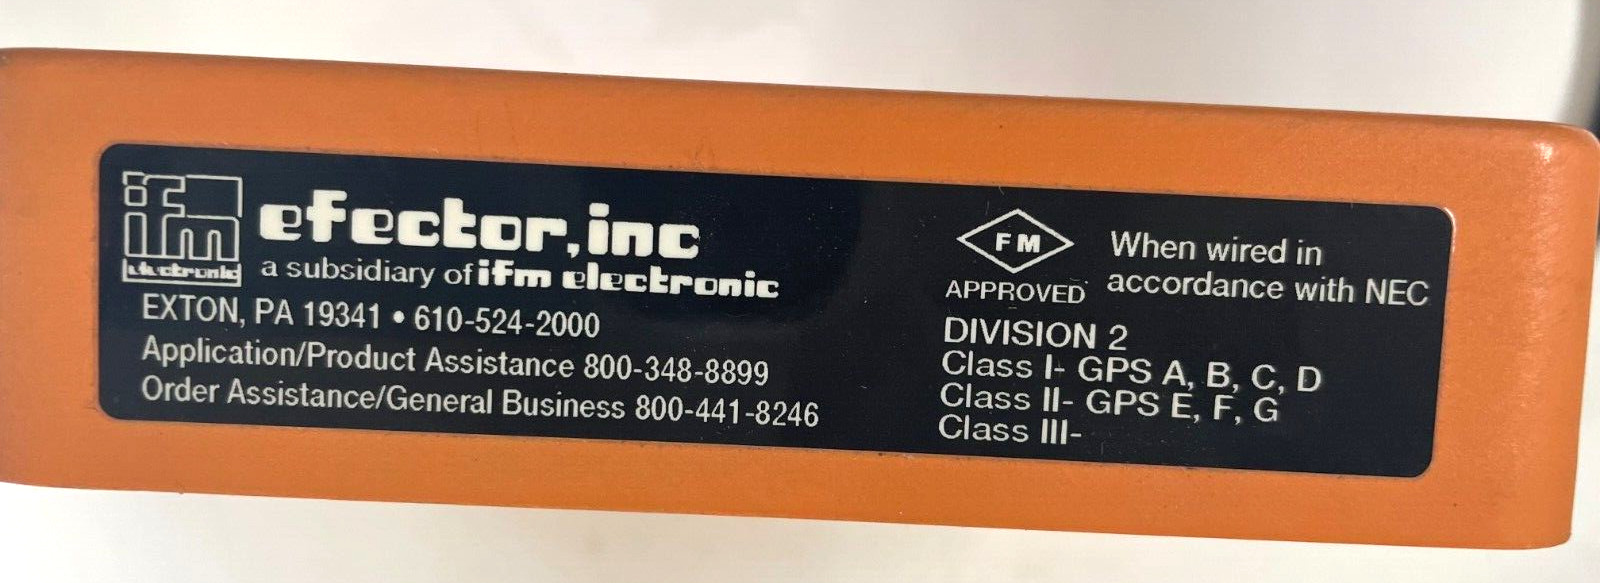 ifm
electronic
efector, inc
a subsidiary of ifm electronic
EXTON, PA 19341 • 610-524-2000
Application/Product Assistance 800-348-8899
Order Assistance/General Business 800-441-8246
FM
APPROVED
When wired in
accordance with NEC
DIVISION 2
Class I- GPS A, B, C, D
Class II- GPS E, F, G
Class III-